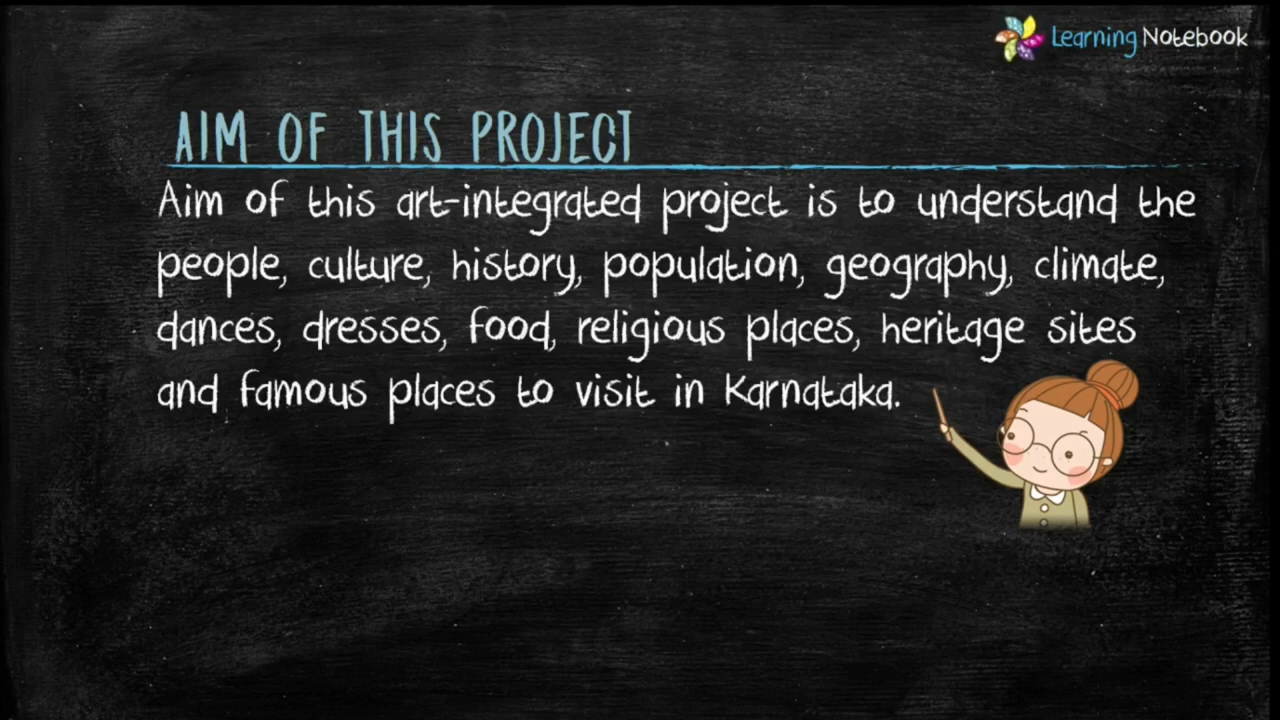 Learning Notebook
AIM OF THIS PROJECT
Aim of this art-integrated project is to understand the
people, culture, history, population, geography, climate,
dances, dresses, food, religious places, heritage sites
and famous places to visit in Karnataka.